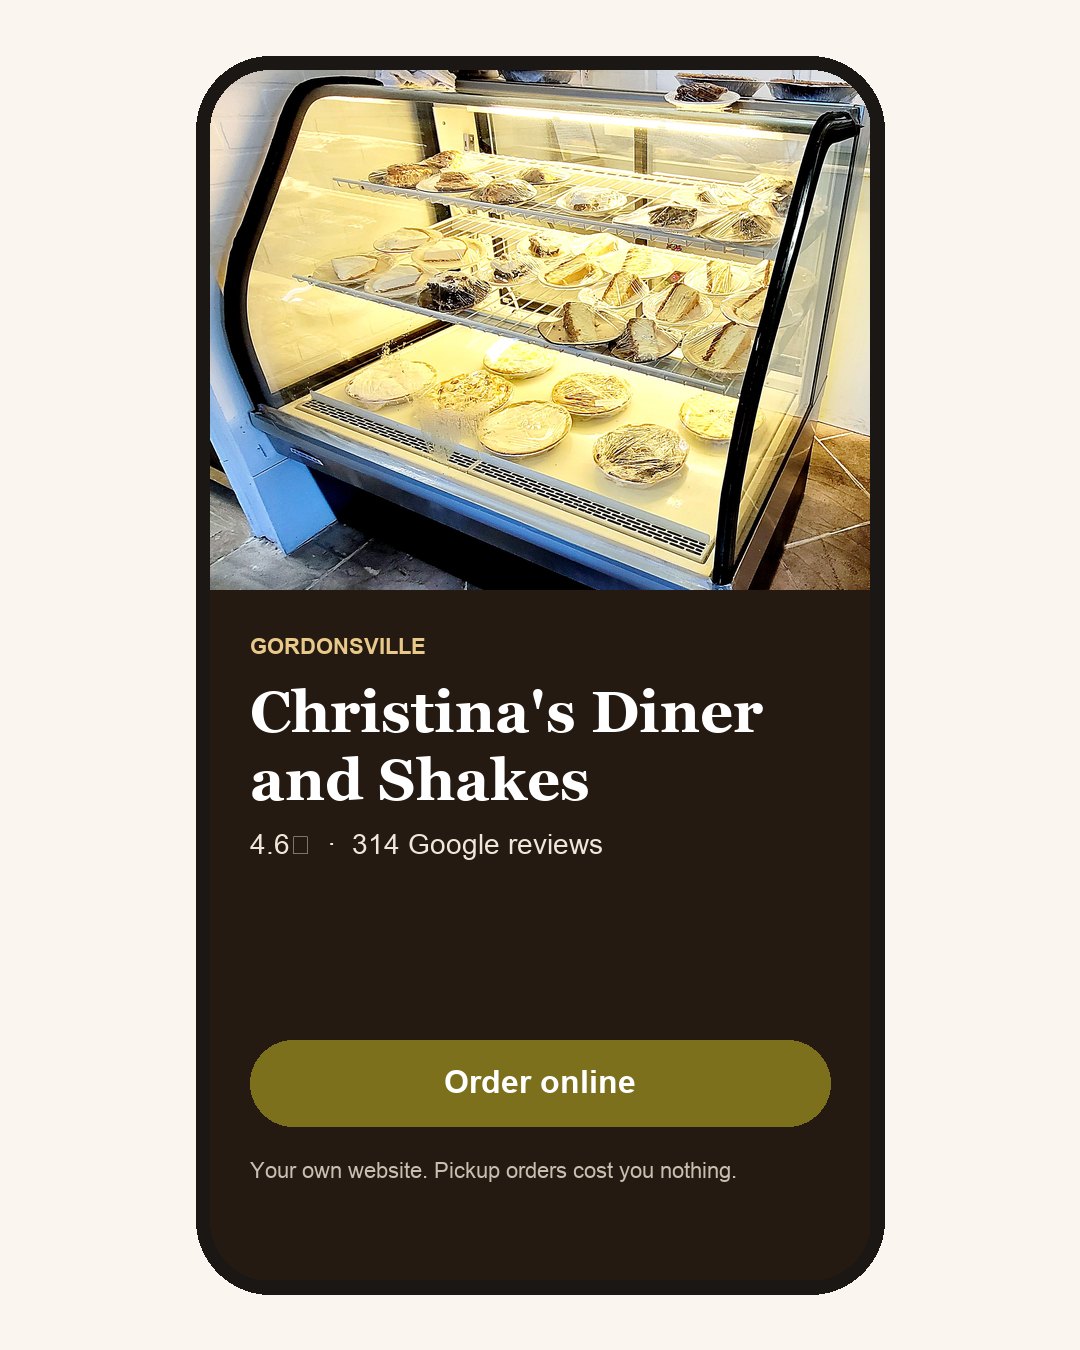 GORDONSVILLE
Christina's Diner
and Shakes
4.6□ · 314 Google reviews
Order online
Your own website. Pickup orders cost you nothing.